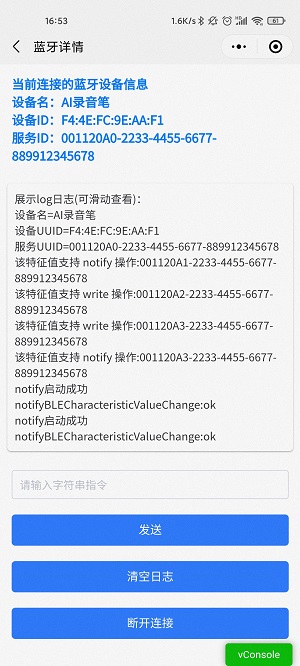 16:53
1.6K/s
61
蓝牙详情
当前连接的蓝牙设备信息
设备名：AI录音笔
设备ID：F4:4E:FC:9E:AA:F1
服务ID：001120A0-2233-4455-6677-
889912345678
展示log日志(可滑动查看)：
设备名=AI录音笔
设备UUID=F4:4E:FC:9E:AA:F1
服务UUID=001120A0-2233-4455-6677-889912345678
该特征值支持 notify 操作:001120A1-2233-4455-6677-
889912345678
该特征值支持 write 操作:001120A2-2233-4455-6677-
889912345678
该特征值支持 write 操作:001120A3-2233-4455-6677-
889912345678
该特征值支持 notify 操作:001120A3-2233-4455-6677-
889912345678
notify启动成功
notifyBLECharacteristicValueChange:ok
notify启动成功
notifyBLECharacteristicValueChange:ok
请输入字符串指令
发送
清空日志
断开连接
vConsole